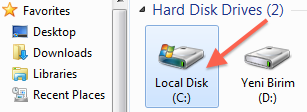 Favorites
Desktop
Downloads
Libraries
Recent Places
Hard Disk Drives (2)
Local Disk
(C:)
Yeni Birim
(D:)